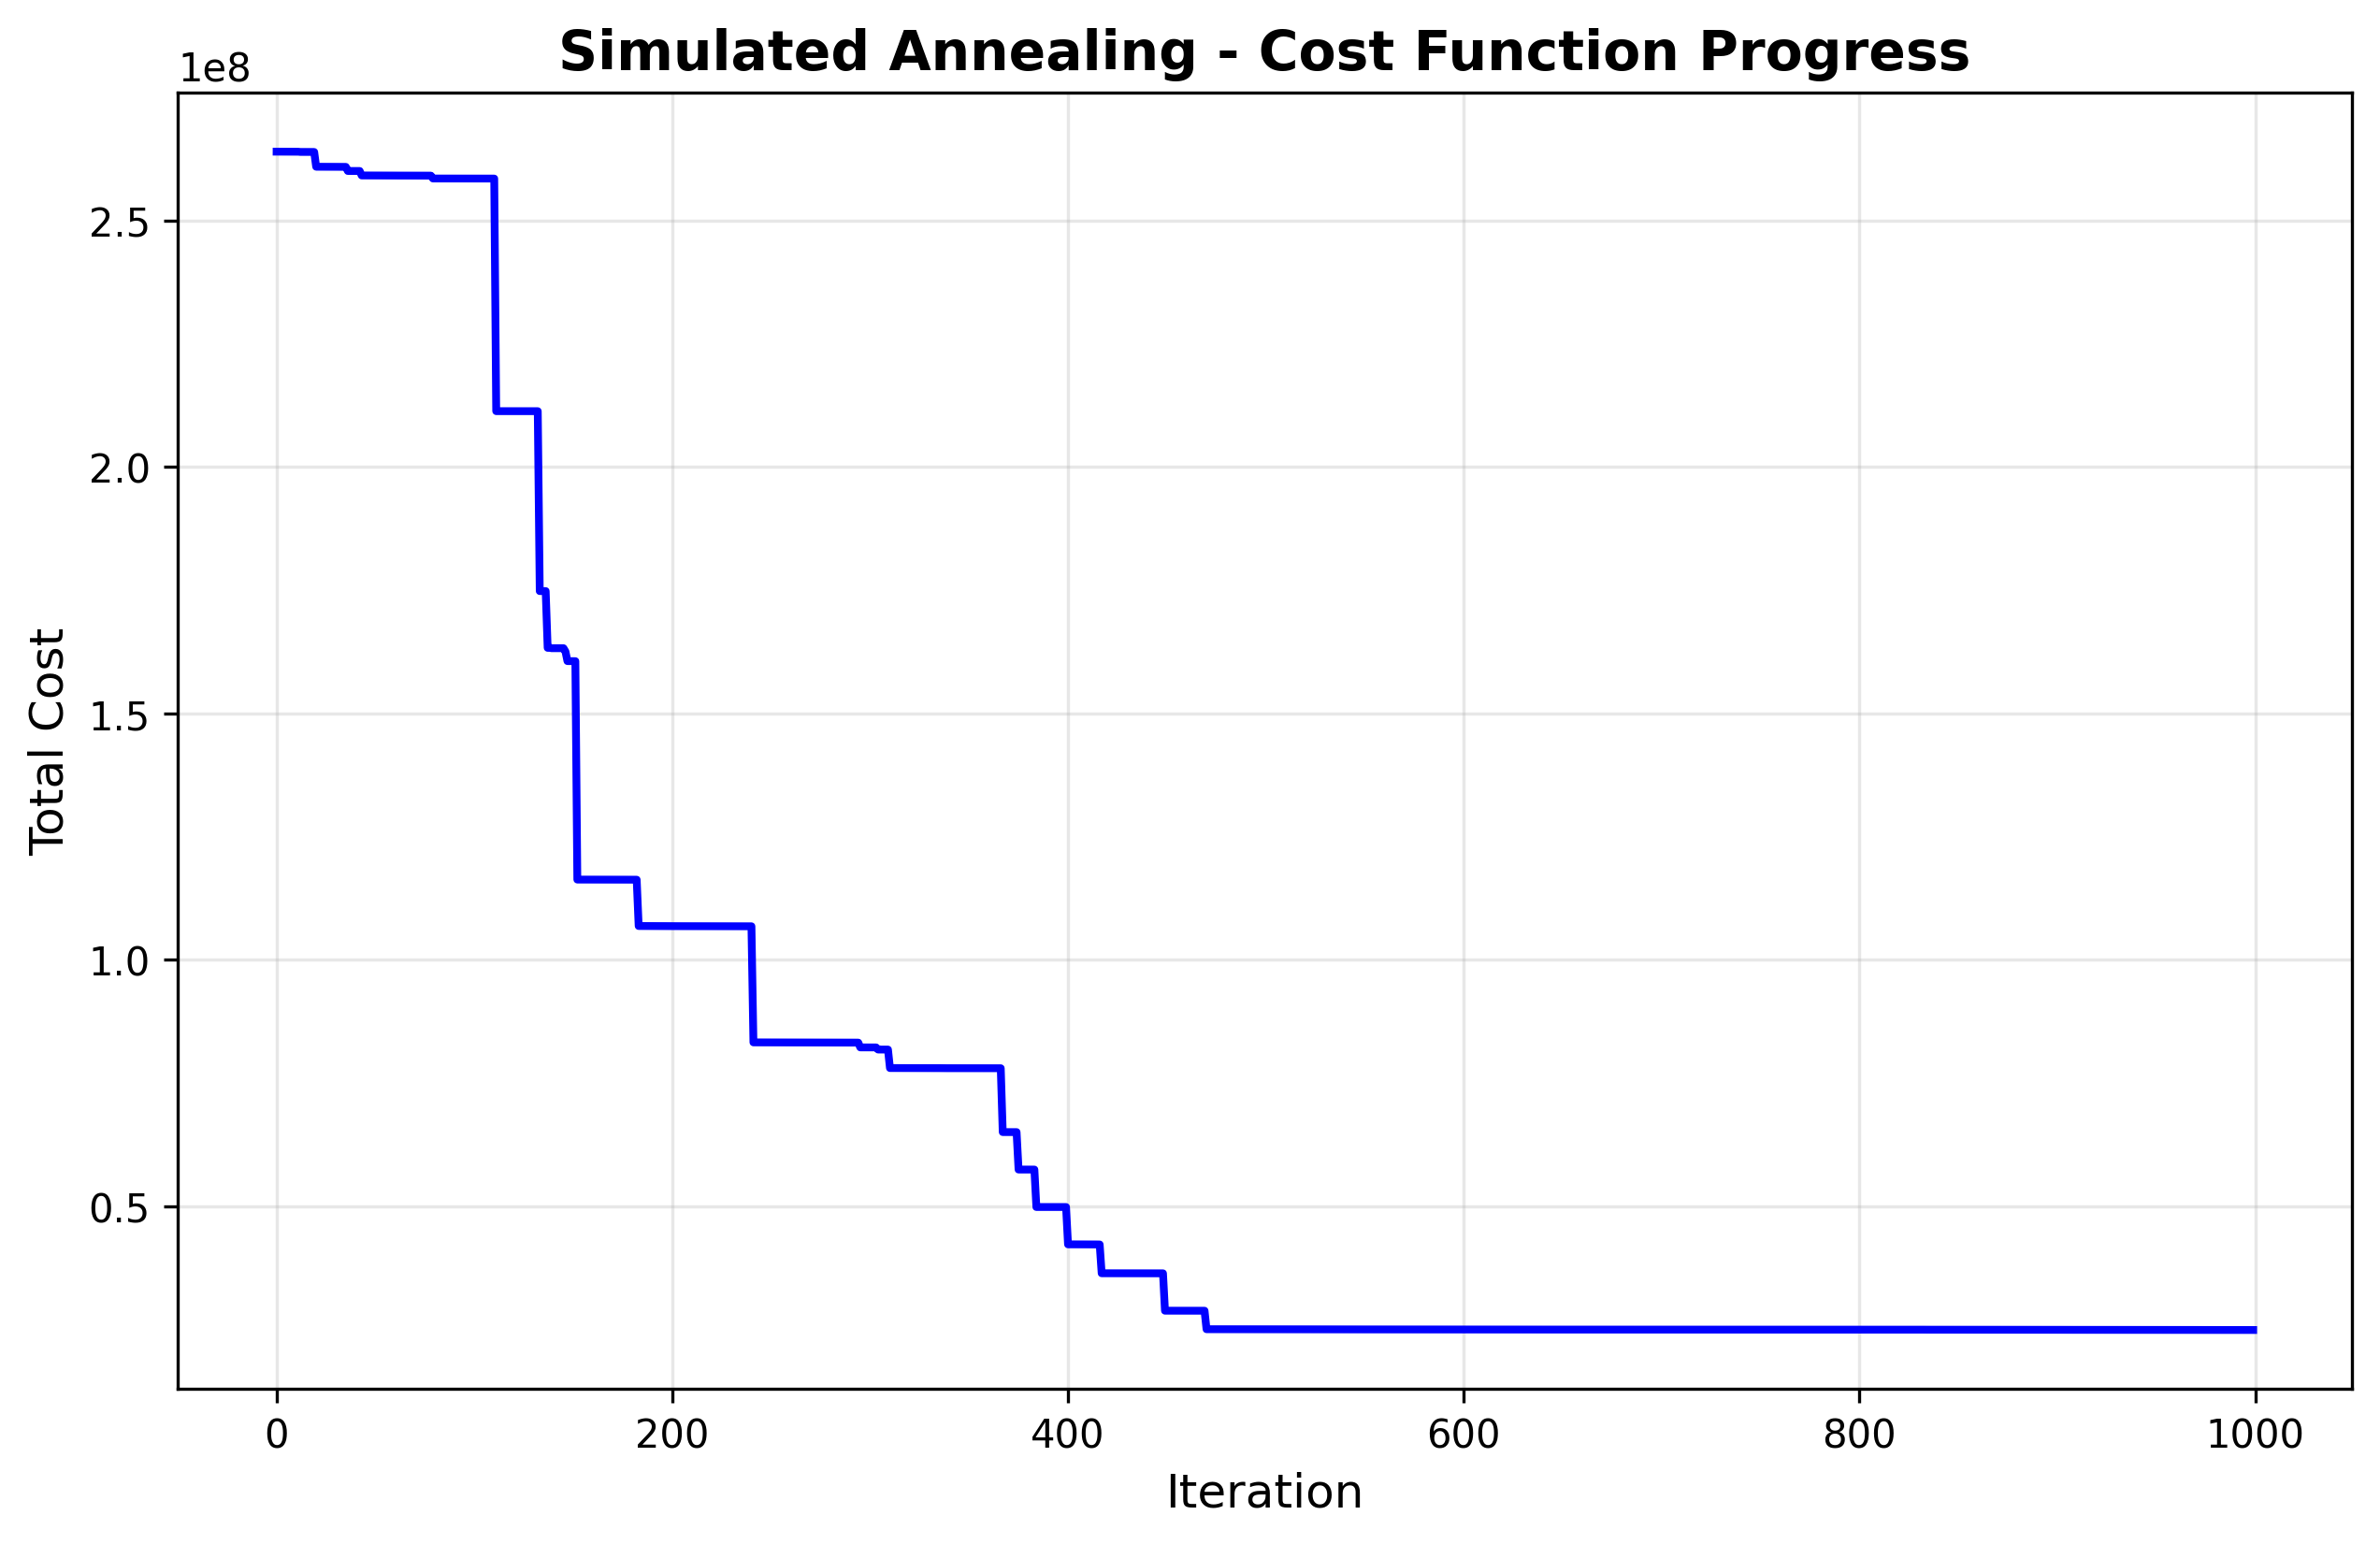 Simulated Annealing - Cost Function Progress
1e8
2.5
2.0
1.5
1.0
0.5
Total Cost
0 200 400 600 800 1000
Iteration